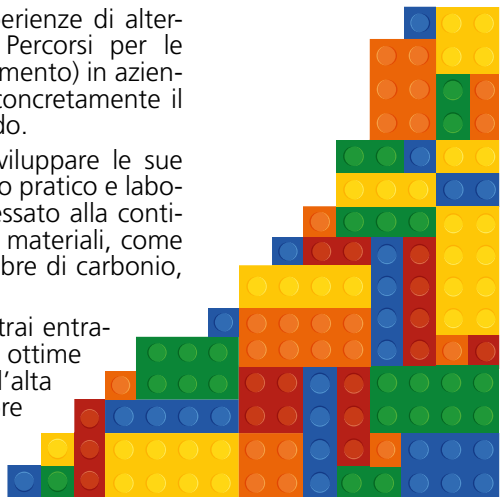 erienze di alter-
Percorsi per le
mento) in azien-
concretamente il
do.
viluppare le sue
o pratico e labo-
essato alla conti-
materiali, come
bre di carbonio,
trai entra-
ottime
l'alta
re